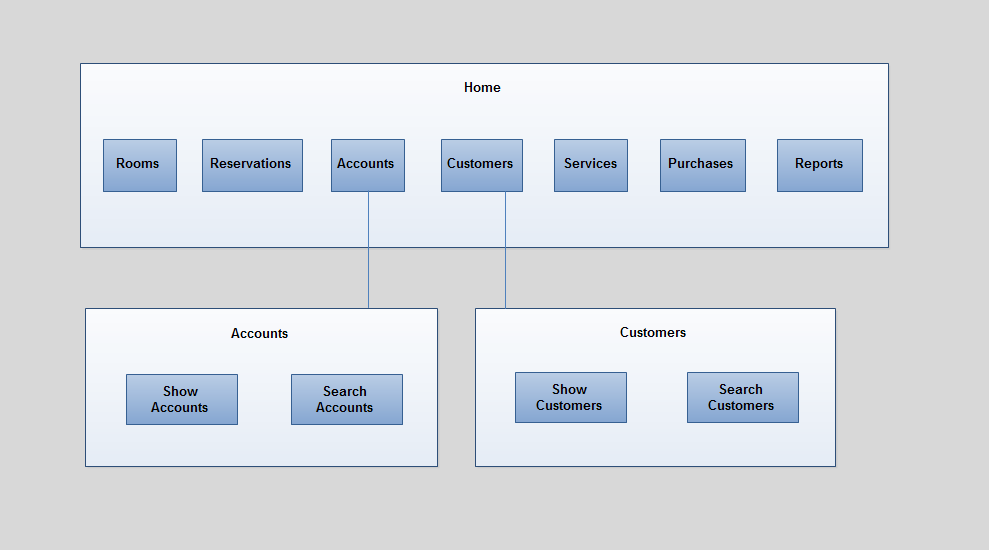 Home
Rooms
Reservations
Accounts
Customers
Services
Purchases
Reports
Accounts
Show
Accounts
Search
Accounts
Customers
Show
Customers
Search
Customers